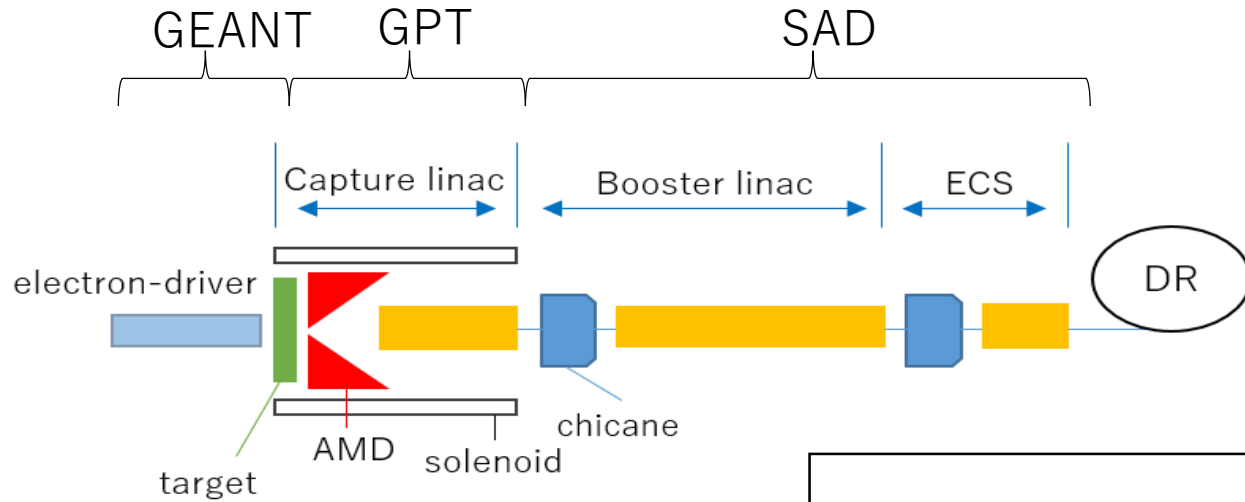 GEANT GPT SAD
Capture linac Booster linac ECS
electron-driver DR
AMD solenoid chicane
target